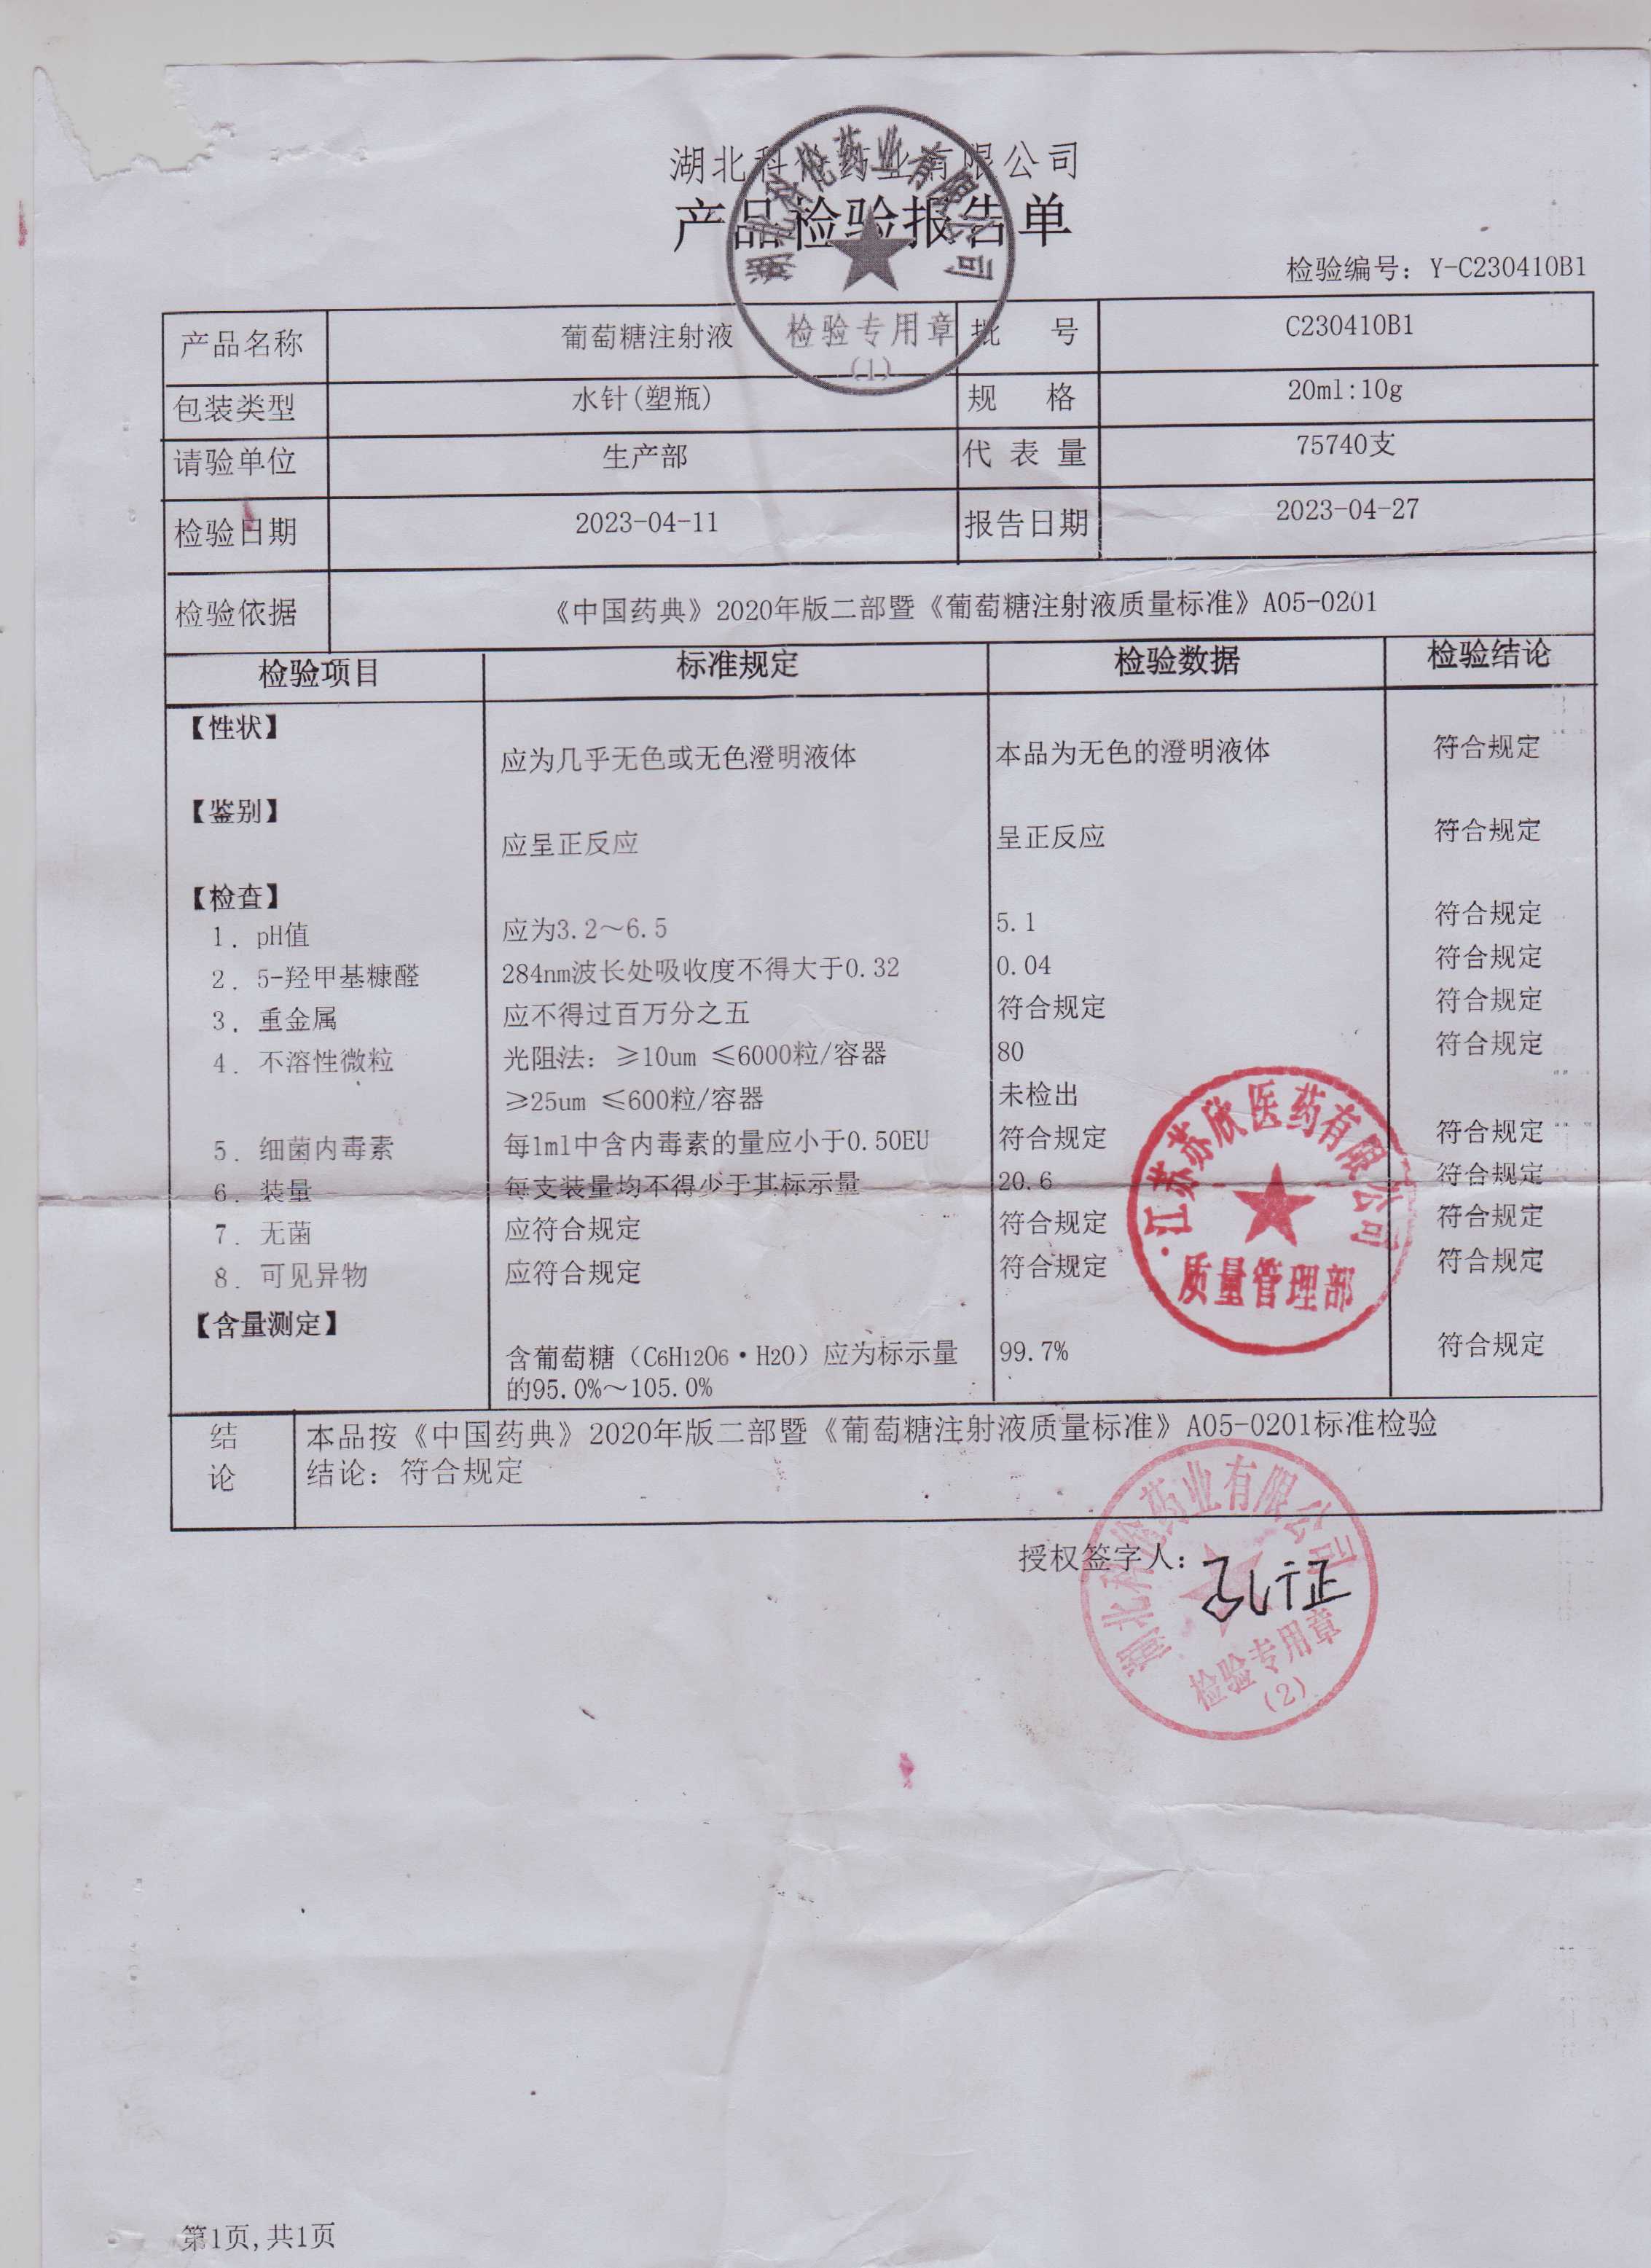 湖北科伦药业有限公司
产品检验报告单
湖北科伦药业有限公司
检验专用章
(1)
检验编号：Y-C230410B1
产品名称 葡萄糖注射液 批 号 C230410B1
包装类型 水针(塑瓶) 规 格 20ml:10g
请验单位 生产部 代 表 量 75740支
检验日期 2023-04-11 报告日期 2023-04-27
检验依据 《中国药典》2020年版二部暨《葡萄糖注射液质量标准》A05-0201
检验项目 标准规定 检验数据 检验结论
【性状】
应为几乎无色或无色澄明液体 本品为无色的澄明液体 符合规定
【鉴别】
应呈正反应 呈正反应 符合规定
【检查】
1. pH值 应为3.2～6.5 5.1 符合规定
2. 5-羟甲基糠醛 284nm波长处吸收度不得大于0.32 0.04 符合规定
3. 重金属 应不得过百万分之五 符合规定 符合规定
4. 不溶性微粒 光阻法：≥10um ≤6000粒/容器 80 符合规定
≥25um ≤600粒/容器 未检出
5. 细菌内毒素 每1ml中含内毒素的量应小于0.50EU 符合规定 符合规定
6. 装量 每支装量均不得少于其标示量 20.6 符合规定
7. 无菌 应符合规定 符合规定 符合规定
8. 可见异物 应符合规定 符合规定 符合规定
江苏苏欣医药有限公司
质量管理部
【含量测定】
含葡萄糖（C6H12O6·H2O）应为标示量 99.7% 符合规定
的95.0%～105.0%
结 本品按《中国药典》2020年版二部暨《葡萄糖注射液质量标准》A05-0201标准检验
论 结论：符合规定
授权签字人：孔行正
湖北科伦药业有限公司
检验专用章
(2)
第1页,共1页